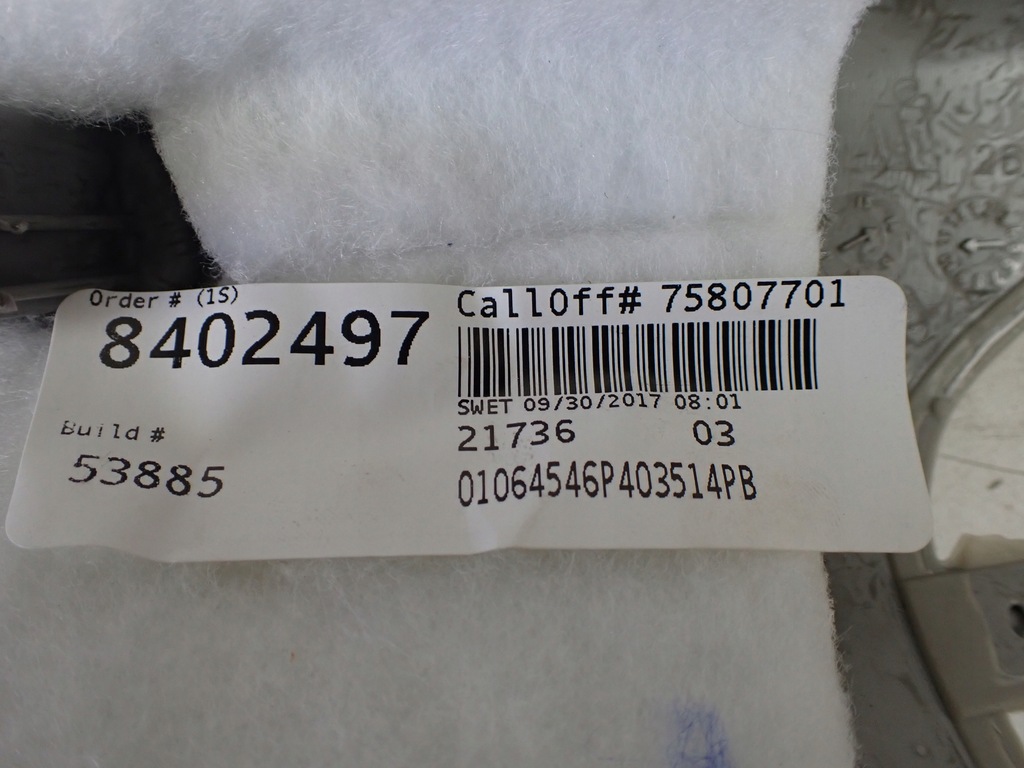 Order # (1S)
8402497
Build #
53885
CallOff# 75807701
SWET 09/30/2017 08:01
21736 03
01064546P403514PB